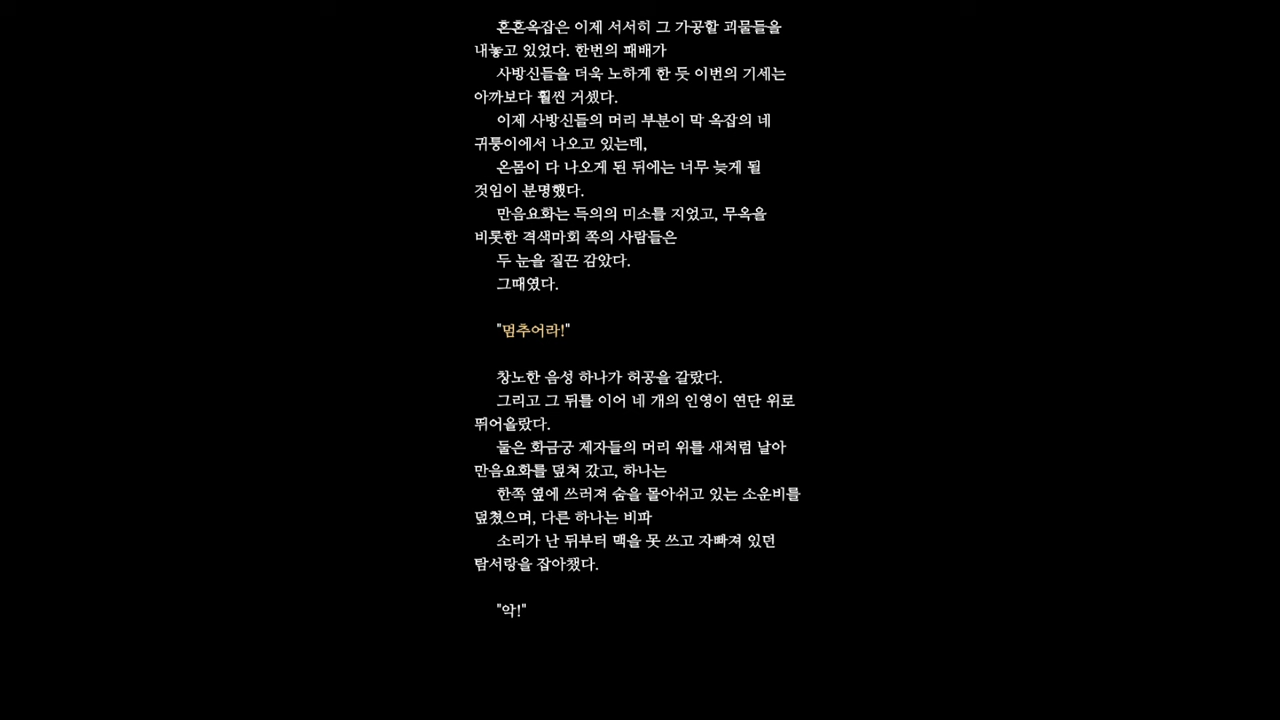 혼혼옥잡은 이제 서서히 그 가공할 괴물들을
내놓고 있었다. 한번의 패배가
사방신들을 더욱 노하게 한 듯 이번의 기세는
아까보다 훨씬 거셌다.
이제 사방신들의 머리 부분이 막 옥잡의 네
귀퉁이에서 나오고 있는데,
온몸이 다 나오게 된 뒤에는 너무 늦게 될
것임이 분명했다.
만음요화는 득의의 미소를 지었고, 무옥을
비롯한 격색마회 쪽의 사람들은
두 눈을 질끈 감았다.
그때였다.
"멈추어라!"
창노한 음성 하나가 허공을 갈랐다.
그리고 그 뒤를 이어 네 개의 인영이 연단 위로
뛰어올랐다.
둘은 화금궁 제자들의 머리 위를 새처럼 날아
만음요화를 덮쳐 갔고, 하나는
한쪽 옆에 쓰러져 숨을 몰아쉬고 있는 소운비를
덮쳤으며, 다른 하나는 비파
소리가 난 뒤부터 맥을 못 쓰고 자빠져 있던
탐서랑을 잡아챘다.
"악!"